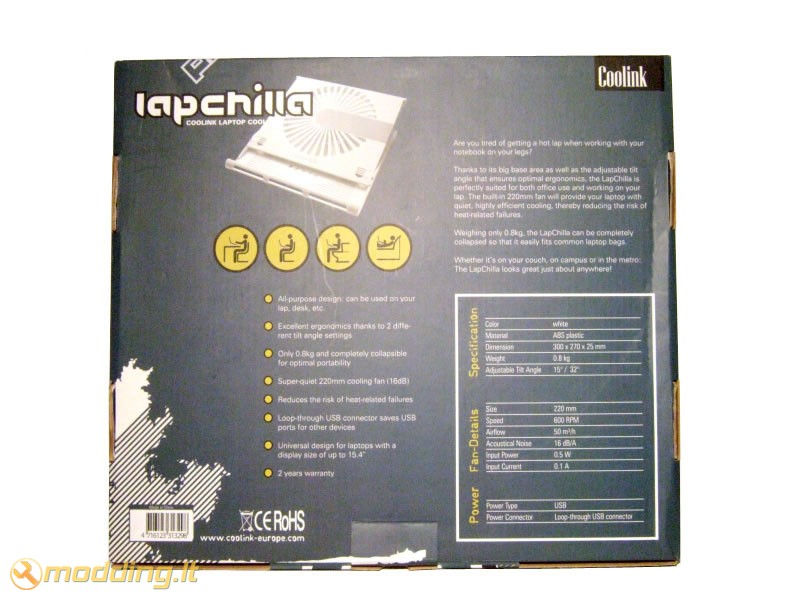 Coolink
lapchilla
COOLINK LAPTOP COOL
Are you tired of getting a hot lap when working with your
notebook on your legs?
Thanks to its big base area as well as the adjustable tilt
angle that ensures optimal ergonomics, the LapChilla is
perfectly suited for both office use and working on your
lap. The built-in 220mm fan will provide your laptop with
quiet, highly efficient cooling, thereby reducing the risk of
heat-related failures.
Weighing only 0.8kg, the LapChilla can be completely
collapsed so that it easily fits common laptop bags.
Whether it's on your couch, on campus or in the metro:
The LapChilla looks great just about anywhere!
All-purpose design: can be used on your
lap, desk, etc.
Excellent ergonomics thanks to 2 diffe-
rent tilt angle settings
Only 0.8kg and completely collapsible
for optimal portability
Super-quiet 220mm cooling fan (16dB)
Reduces the risk of heat-related failures
Loop-through USB connector saves USB
ports for other devices
Universal design for laptops with a
display size of up to 15.4"
2 years warranty
Specification
Color white
Material ABS plastic
Dimension 300 x 270 x 25 mm
Weight 0.8 kg
Adjustable Tilt Angle 15° / 32°
Fan-Details
Size 220 mm
Speed 600 RPM
Airflow 50 m³/h
Acoustical Noise 16 dB/A
Input Power 0.5 W
Input Current 0.1 A
Power
Power Type USB
Power Connector Loop-through USB connector
4 716123 313296
CE RoHS
www.coolink-europe.com
modding.lt